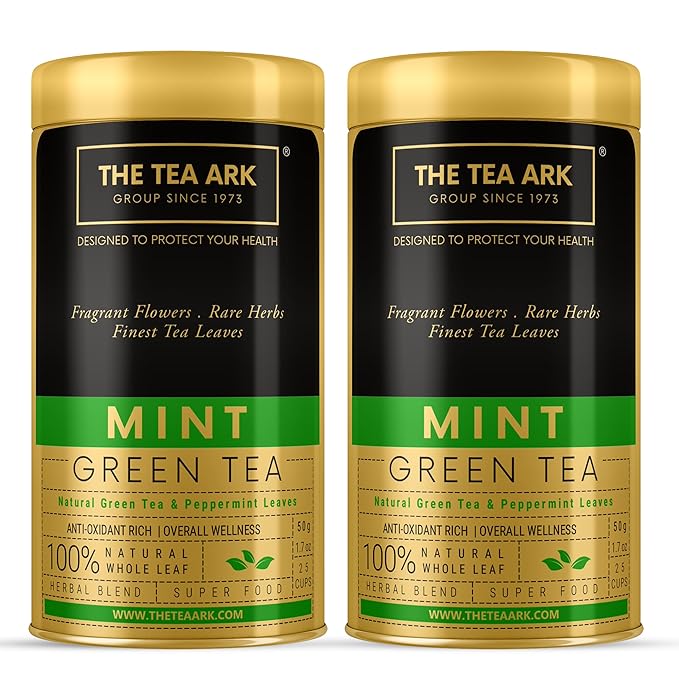 THE TEA ARK
®
GROUP SINCE 1973
DESIGNED TO PROTECT YOUR HEALTH
Fragrant Flowers . Rare Herbs
Finest Tea Leaves
MINT
GREEN TEA
Natural Green Tea & Peppermint Leaves
ANTI-OXIDANT RICH | OVERALL WELLNESS
100% NATURAL
WHOLE LEAF
HERBAL BLEND
SUPER FOOD
50g
1.7oz
25
CUPS
WWW.THETEAARK.COM
THE TEA ARK
®
GROUP SINCE 1973
DESIGNED TO PROTECT YOUR HEALTH
Fragrant Flowers . Rare Herbs
Finest Tea Leaves
MINT
GREEN TEA
Natural Green Tea & Peppermint Leaves
ANTI-OXIDANT RICH | OVERALL WELLNESS
100% NATURAL
WHOLE LEAF
HERBAL BLEND
SUPER FOOD
50g
1.7oz
25
CUPS
WWW.THETEAARK.COM